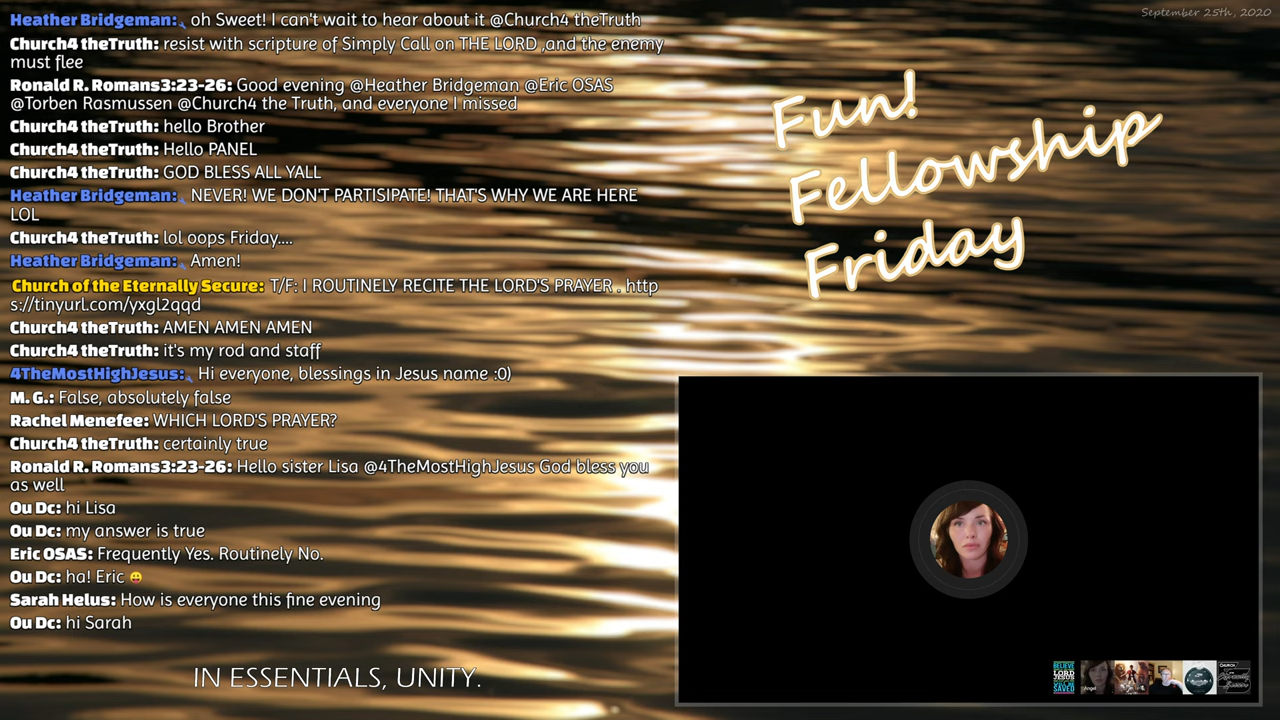 Heather Bridgeman: oh Sweet! I can't wait to hear about it @Church4 theTruth
Church4 theTruth: resist with scripture of Simply Call on THE LORD ,and the enemy
must flee
Ronald R. Romans3:23-26: Good evening @Heather Bridgeman @Eric OSAS
@Torben Rasmussen @Church4 the Truth, and everyone I missed
Church4 theTruth: hello Brother
Church4 theTruth: Hello PANEL
Church4 theTruth: GOD BLESS ALL YALL
Heather Bridgeman: NEVER! WE DON'T PARTISIPATE! THAT'S WHY WE ARE HERE
LOL
Church4 theTruth: lol oops Friday....
Heather Bridgeman: Amen!
Church of the Eternally Secure: T/F: I ROUTINELY RECITE THE LORD'S PRAYER . http
s://tinyurl.com/yxgl2qqd
Church4 theTruth: AMEN AMEN AMEN
Church4 theTruth: it's my rod and staff
4TheMostHighJesus: Hi everyone, blessings in Jesus name :0)
M. G.: False, absolutely false
Rachel Menefee: WHICH LORD'S PRAYER?
Church4 theTruth: certainly true
Ronald R. Romans3:23-26: Hello sister Lisa @4TheMostHighJesus God bless you
as well
Ou Dc: hi Lisa
Ou Dc: my answer is true
Eric OSAS: Frequently Yes. Routinely No.
Ou Dc: ha! Eric 😛
Sarah Helus: How is everyone this fine evening
Ou Dc: hi Sarah
IN ESSENTIALS, UNITY.
September 25th, 2020
Fun!
Fellowship
Friday
BELIEVE
LORD
JESUS
SAVED
Angel
CHURCH